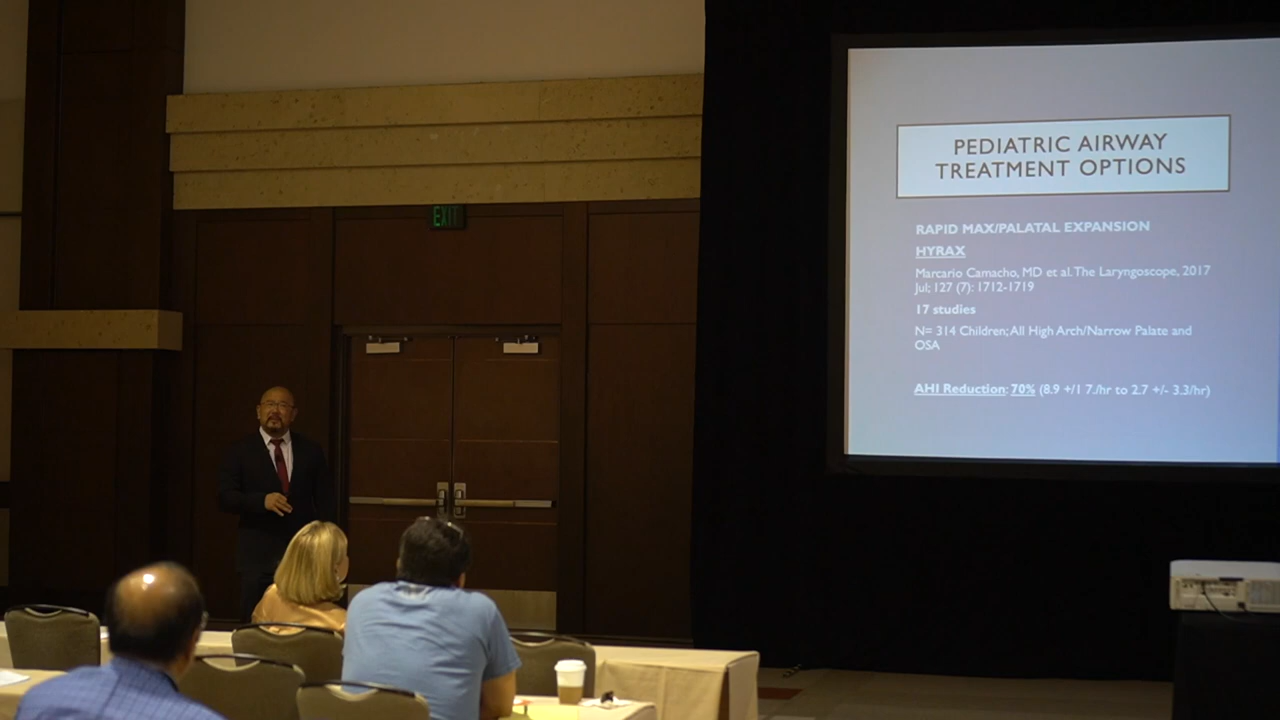 EXIT
PEDIATRIC AIRWAY
TREATMENT OPTIONS
RAPID MAX/PALATAL EXPANSION
HYRAX
Marcario Camacho, MD et al. The Laryngoscope, 2017
Jul; 127 (7): 1712-1719
17 studies
N= 314 Children; All High Arch/Narrow Palate and
OSA
AHI Reduction: 70% (8.9 +/1 7./hr to 2.7 +/- 3.3/hr)